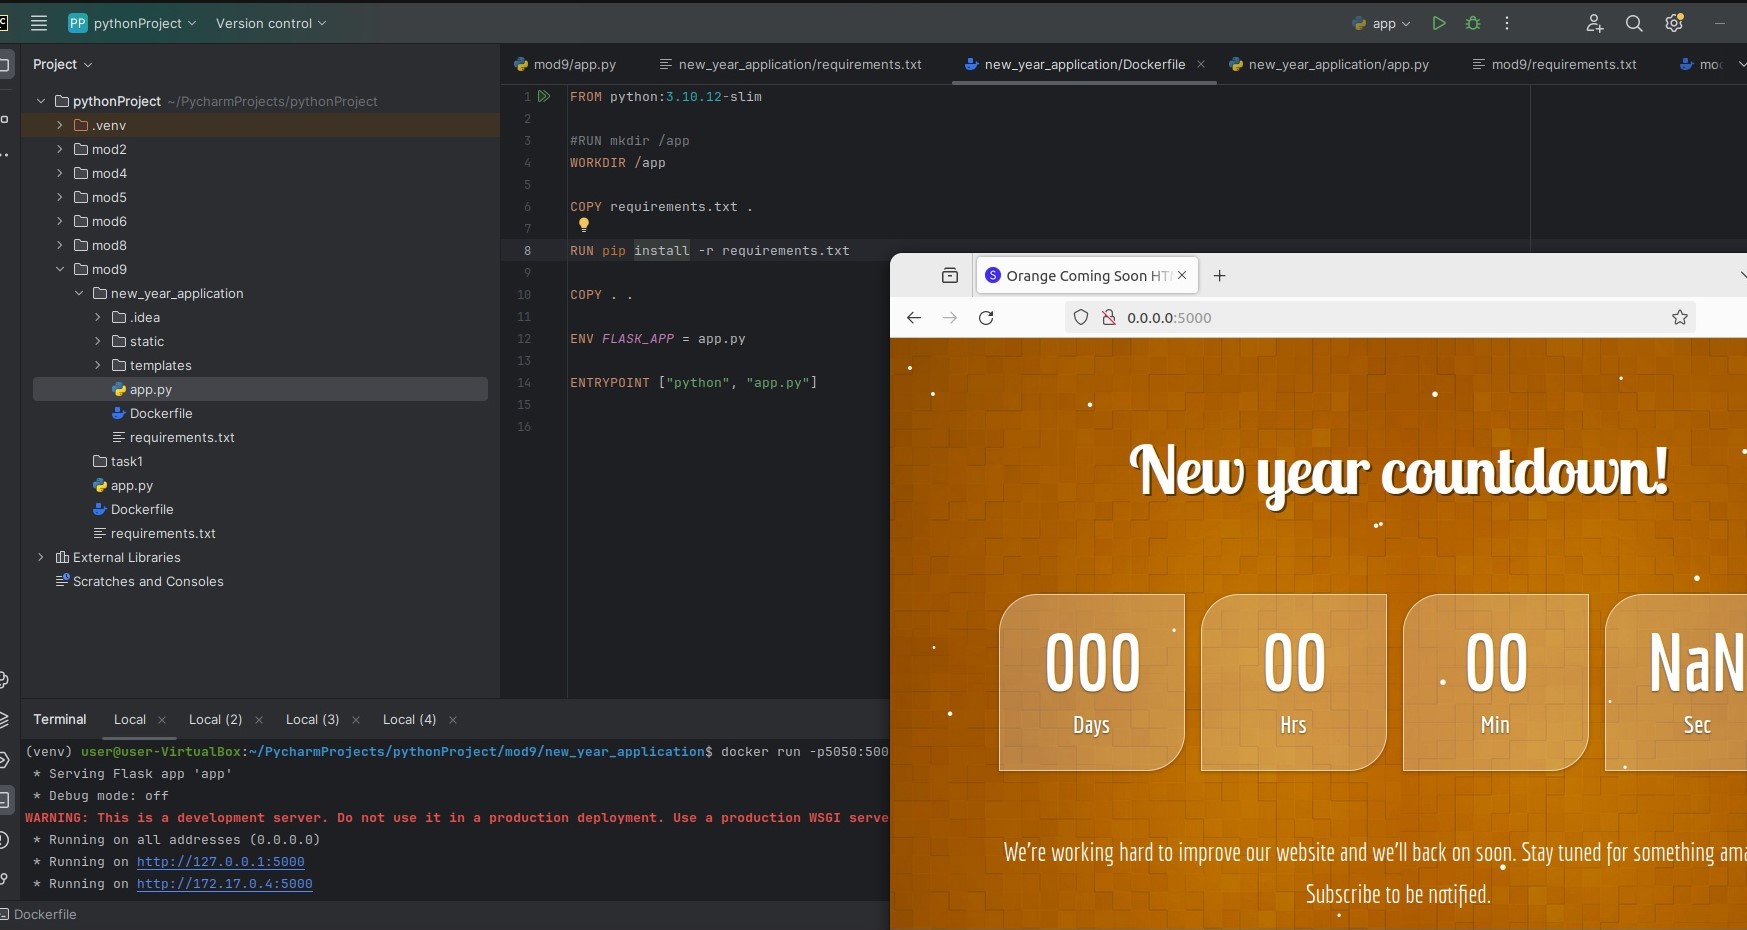 PP pythonProject Version control app
Project
mod9/app.py new_year_application/requirements.txt new_year_application/Dockerfile new_year_application/app.py mod9/requirements.txt
pythonProject ~/PycharmProjects/pythonProject
.venv
mod2
mod4
mod5
mod6
mod8
mod9
new_year_application
.idea
static
templates
app.py
Dockerfile
requirements.txt
task1
app.py
Dockerfile
requirements.txt
External Libraries
Scratches and Consoles
1 FROM python:3.10.12-slim
2
3 #RUN mkdir /app
4 WORKDIR /app
5
6 COPY requirements.txt .
7
8 RUN pip install -r requirements.txt
9
10 COPY . .
11
12 ENV FLASK_APP = app.py
13
14 ENTRYPOINT ["python", "app.py"]
15
16
S Orange Coming Soon HT
0.0.0.0:5000
New year countdown!
000 00 00 NaN
Days Hrs Min Sec
We're working hard to improve our website and we'll back on soon. Stay tuned for something ama
Subscribe to be notified.
Terminal Local Local (2) Local (3) Local (4)
(venv) user@user-VirtualBox:~/PycharmProjects/pythonProject/mod9/new_year_application$ docker run -p5050:500
* Serving Flask app 'app'
* Debug mode: off
WARNING: This is a development server. Do not use it in a production deployment. Use a production WSGI serve
* Running on all addresses (0.0.0.0)
* Running on http://127.0.0.1:5000
* Running on http://172.17.0.4:5000
Dockerfile